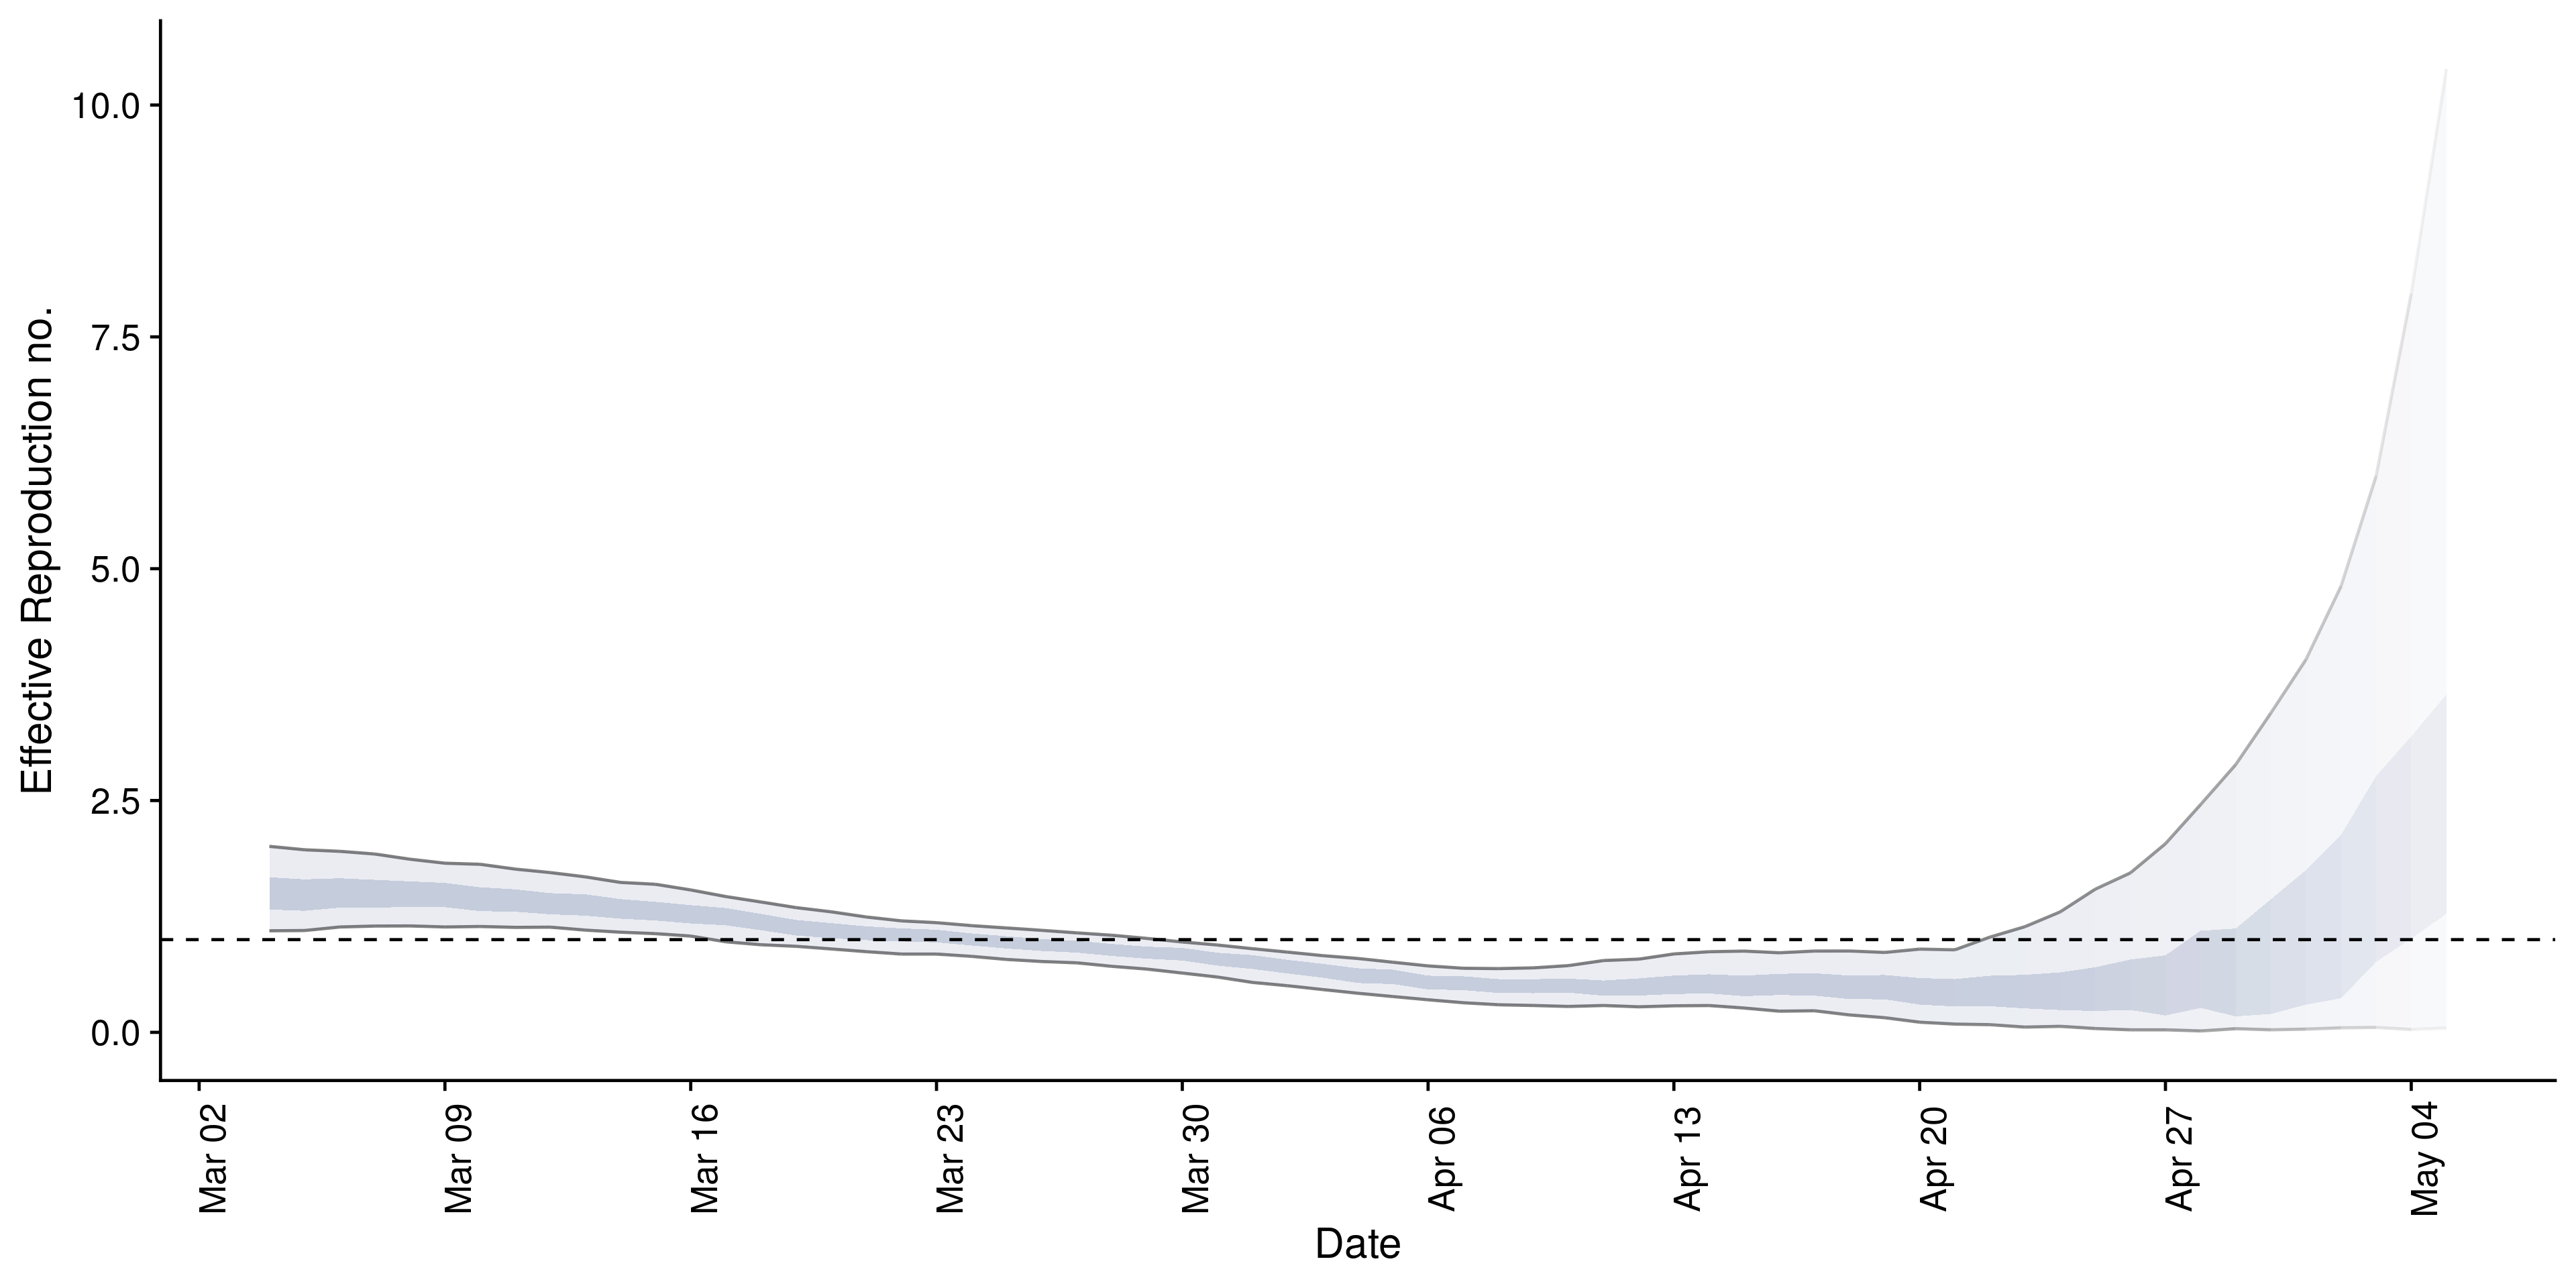 Effective Reproduction no.
10.0
7.5
5.0
2.5
0.0
Mar 02
Mar 09
Mar 16
Mar 23
Mar 30
Apr 06
Apr 13
Apr 20
Apr 27
May 04
Date